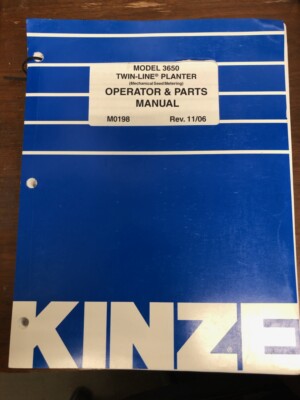 MODEL 3650
TWIN-LINE® PLANTER
(Mechanical Seed Metering)
OPERATOR & PARTS
MANUAL
M0198 Rev. 11/06
KINZE